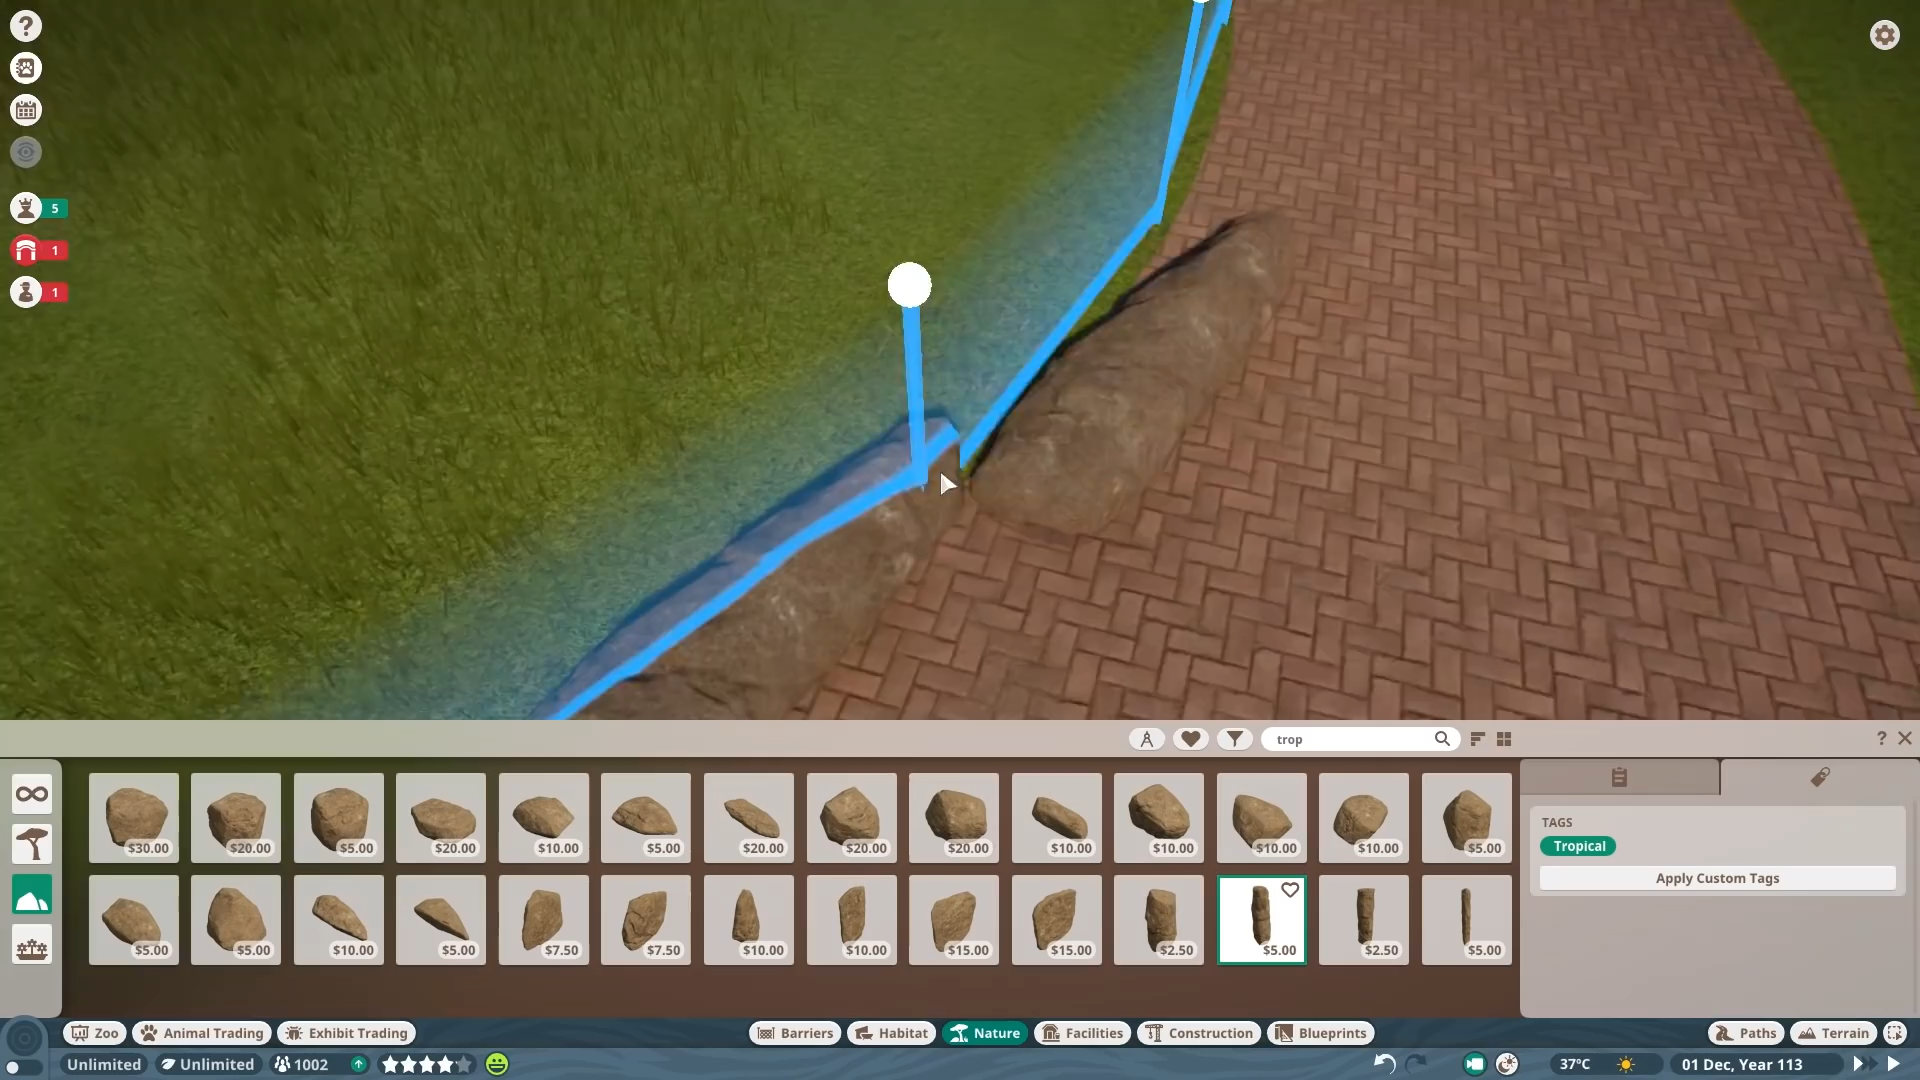 ?
5
1
1
trop
?
$30.00 $20.00 $5.00 $20.00 $10.00 $5.00 $20.00 $20.00 $20.00 $10.00 $10.00 $10.00 $10.00 $5.00
$5.00 $5.00 $10.00 $5.00 $7.50 $7.50 $10.00 $10.00 $15.00 $15.00 $2.50 $5.00 $2.50 $5.00
TAGS
Tropical
Apply Custom Tags
Zoo Animal Trading Exhibit Trading Barriers Habitat Nature Facilities Construction Blueprints Paths Terrain
Unlimited Unlimited 1002 37°C 01 Dec, Year 113